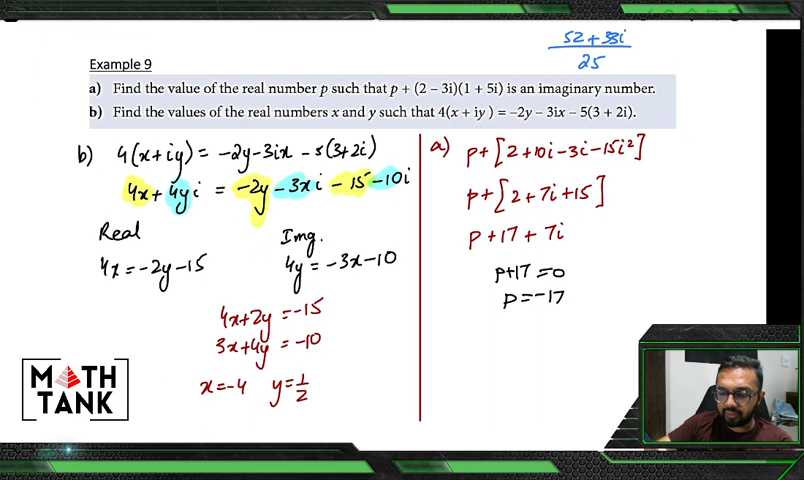 52 + 33i
25
Example 9
a) Find the value of the real number p such that p + (2 – 3i)(1 + 5i) is an imaginary number.
b) Find the values of the real numbers x and y such that 4(x + iy) = –2y – 3ix – 5(3 + 2i).
b) 4(x+iy) = -2y-3ix -5(3+2i)
4x + 4yi = -2y -3xi -15 -10i
Real
Img.
4x = -2y -15
4y = -3x -10
4x+2y = -15
3x+4y = -10
x=-4 y=1/2
a) p + [2+10i-3i-15i²]
p + [2+7i+15]
p +17 + 7i
p+17 =0
p = -17
MATH
TANK